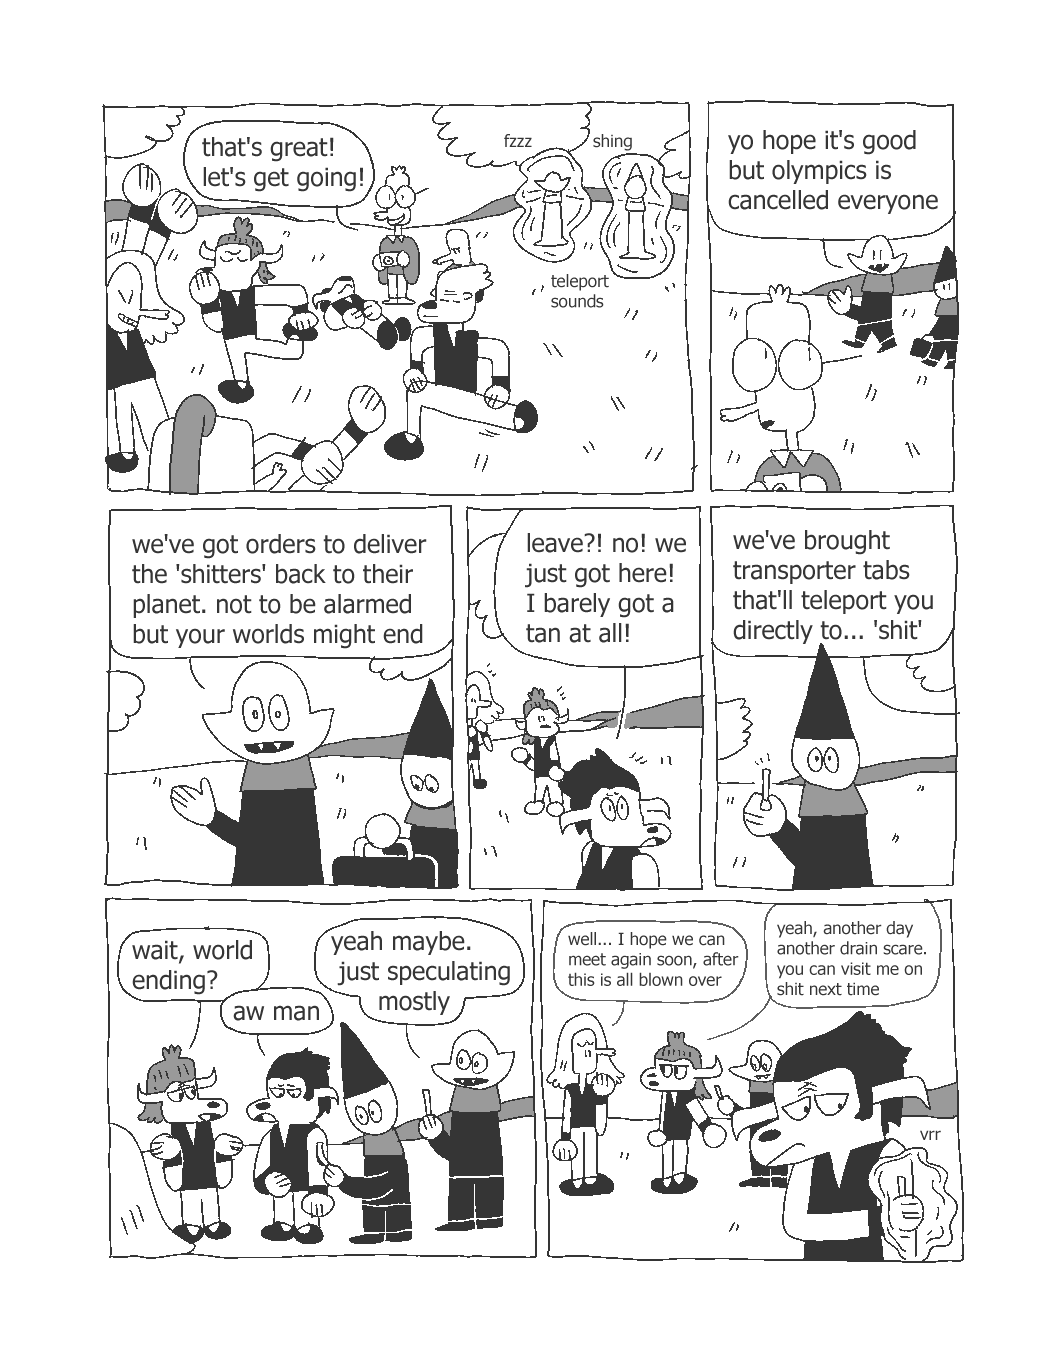 that's great!
let's get going!
fzzz
shing
teleport
sounds
yo hope it's good
but olympics is
cancelled everyone
we've got orders to deliver
the 'shitters' back to their
planet. not to be alarmed
but your worlds might end
leave?! no! we
just got here!
I barely got a
tan at all!
we've brought
transporter tabs
that'll teleport you
directly to... 'shit'
wait, world
ending?
aw man
yeah maybe.
just speculating
mostly
well... I hope we can
meet again soon, after
this is all blown over
yeah, another day
another drain scare.
you can visit me on
shit next time
vrr